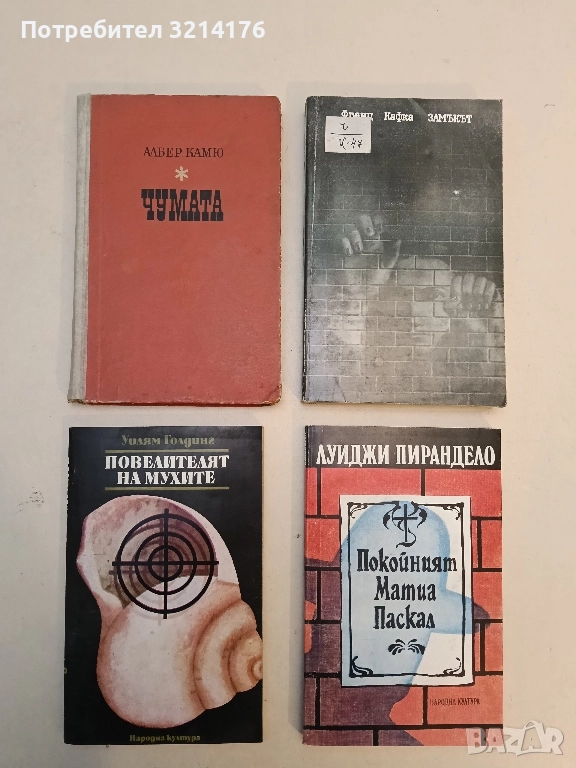 Потребител 3214176
АЛБЕР КАМЮ
*
ЧУМАТА
Франц Кафка ЗАМЪКЪТ
Уилям Голдинг
ПОВЕЛИТЕЛЯТ
НА МУХИТЕ
Народна култура
ЛУИДЖИ ПИРАНДЕЛО
Покойният
Матиа
Паскал
НАРОДНА КУЛТУРА
BAZAR